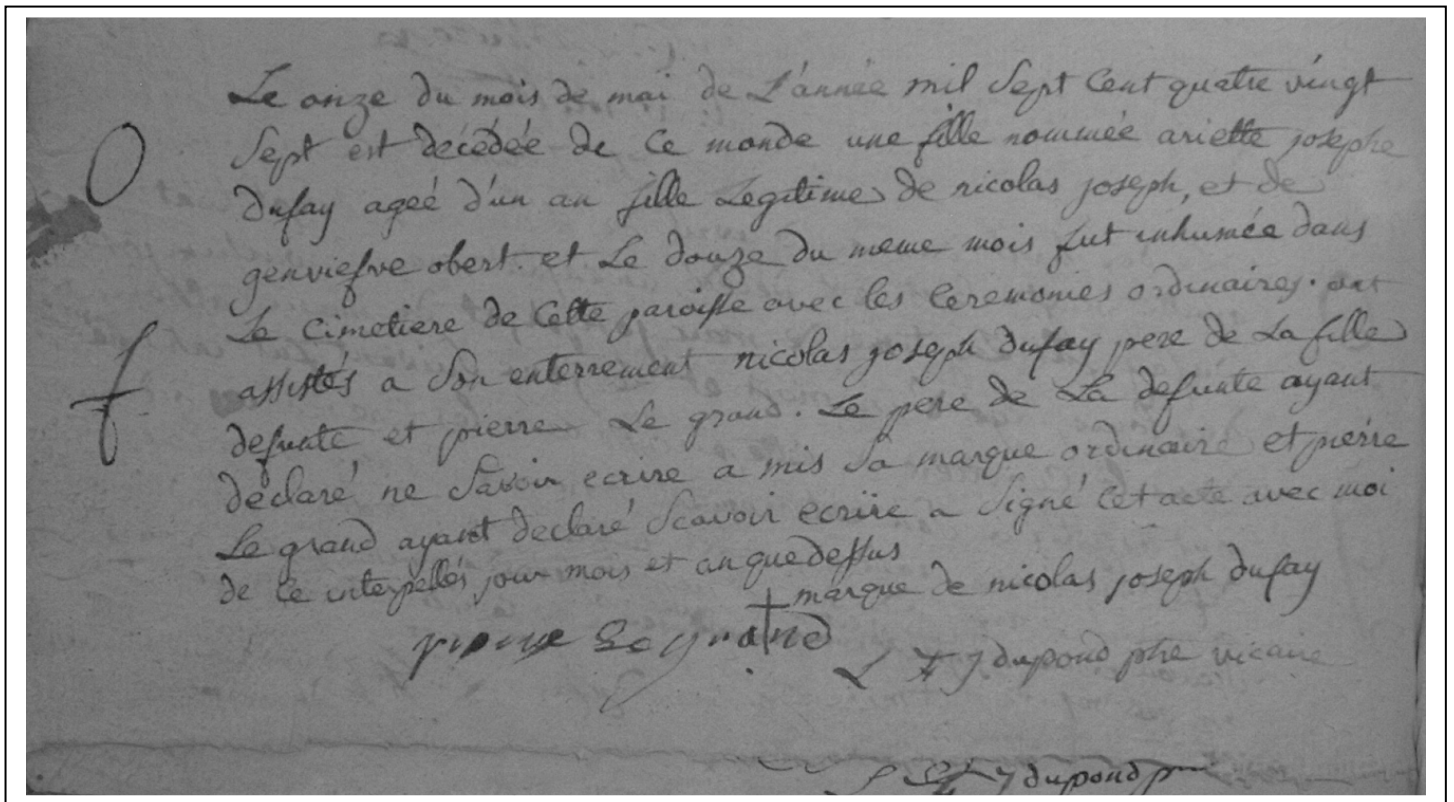 Le onze du mois de mai de L'année mil Sept Cent quatre vingt
Sept est décédée de Ce monde une fille nommée ariette josephe
dufay ageé d'un an fille Legitime de nicolas joseph, et de
genviefve obert. et Le douze du meme mois fut inhumée dans
Le Cimetiere de Cette paroisse avec les Ceremonies ordinaires. ont
assistés a Son enterrement nicolas joseph dufay pere de La fille
defunte et pierre Le grand. Le pere de La defunte ayant
declaré ne Savoir ecrire a mis Sa marque ordinaire et pierre
Le grand ayant declaré Scavoir ecriire a Signé Cet acte avec moi
de Ce interpellés jour mois et an que dessus
marque de nicolas joseph dufay
pierre Le grand
dupond ptre vicaire
dupond